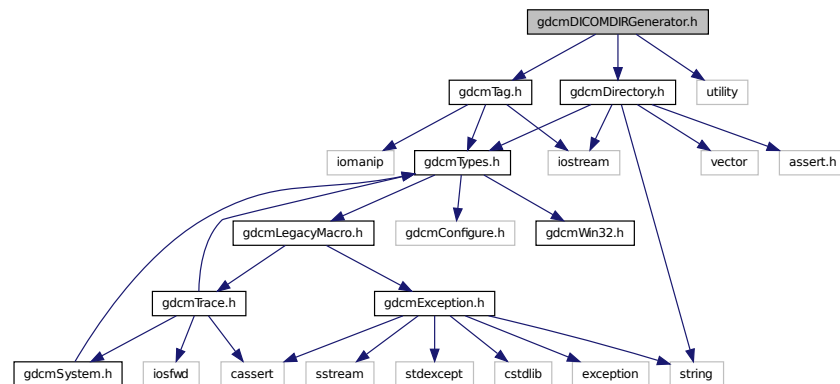 gdcmDICOMDIRGenerator.h
gdcmTag.h
gdcmDirectory.h
utility
iomanip
gdcmTypes.h
iostream
vector
assert.h
gdcmLegacyMacro.h
gdcmConfigure.h
gdcmWin32.h
gdcmTrace.h
gdcmException.h
gdcmSystem.h
iosfwd
cassert
sstream
stdexcept
cstdlib
exception
string